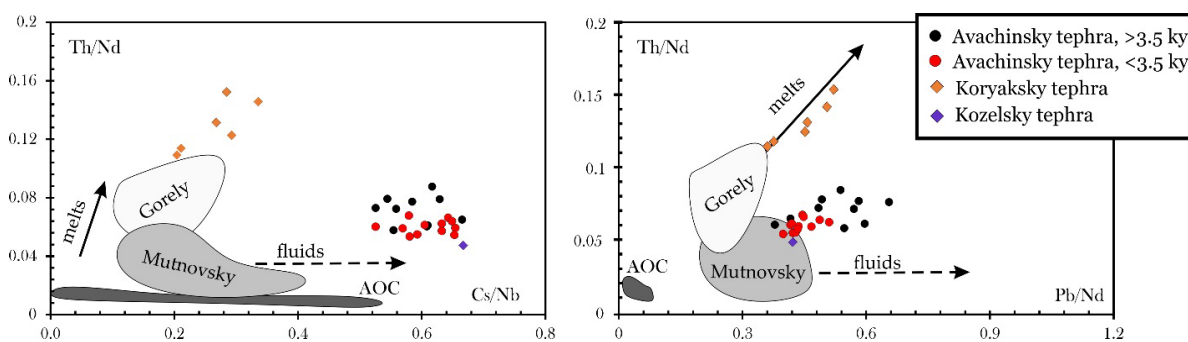 0.2
Th/Nd
0.16
0.12
0.08
0.04
0
0.0
0.2
0.4
0.6
0.8
melts
Gorely
Mutnovsky
fluids
AOC
Cs/Nb
0.2
Th/Nd
0.15
0.1
0.05
0
0
0.3
0.6
0.9
1.2
melts
Gorely
Mutnovsky
fluids
AOC
Pb/Nd
Avachinsky tephra, >3.5 ky
Avachinsky tephra, <3.5 ky
Koryaksky tephra
Kozelsky tephra